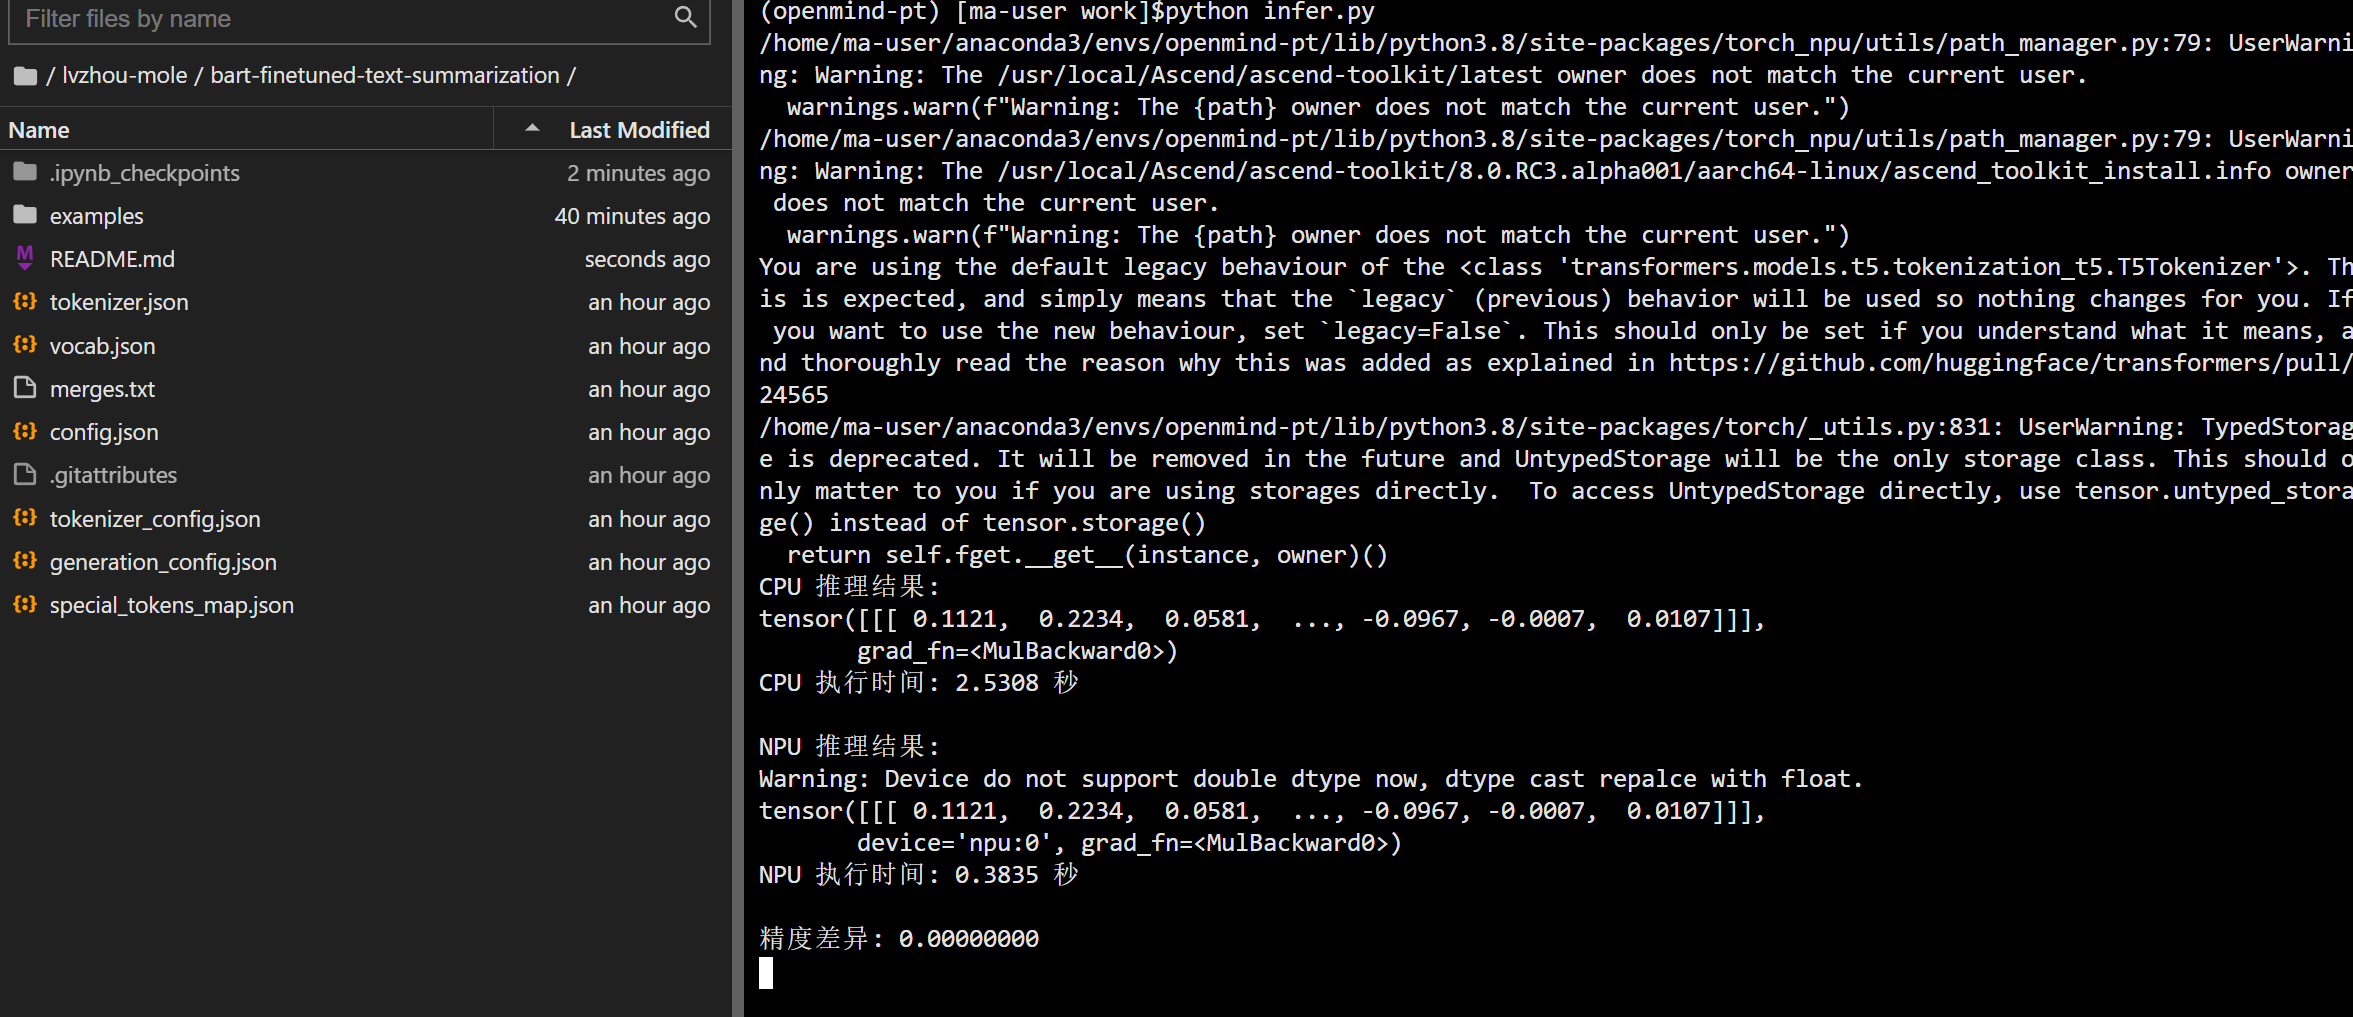 Filter files by name
/ lvzhou-mole / bart-finetuned-text-summarization /
Name Last Modified
.ipynb_checkpoints 2 minutes ago
examples 40 minutes ago
README.md seconds ago
tokenizer.json an hour ago
vocab.json an hour ago
merges.txt an hour ago
config.json an hour ago
.gitattributes an hour ago
tokenizer_config.json an hour ago
generation_config.json an hour ago
special_tokens_map.json an hour ago
(openmind-pt) [ma-user work]$python infer.py
/home/ma-user/anaconda3/envs/openmind-pt/lib/python3.8/site-packages/torch_npu/utils/path_manager.py:79: UserWarni
ng: Warning: The /usr/local/Ascend/ascend-toolkit/latest owner does not match the current user.
  warnings.warn(f"Warning: The {path} owner does not match the current user.")
/home/ma-user/anaconda3/envs/openmind-pt/lib/python3.8/site-packages/torch_npu/utils/path_manager.py:79: UserWarni
ng: Warning: The /usr/local/Ascend/ascend-toolkit/8.0.RC3.alpha001/aarch64-linux/ascend_toolkit_install.info owner
 does not match the current user.
  warnings.warn(f"Warning: The {path} owner does not match the current user.")
You are using the default legacy behaviour of the <class 'transformers.models.t5.tokenization_t5.T5Tokenizer'>. Th
is is expected, and simply means that the `legacy` (previous) behavior will be used so nothing changes for you. If
 you want to use the new behaviour, set `legacy=False`. This should only be set if you understand what it means, a
nd thoroughly read the reason why this was added as explained in https://github.com/huggingface/transformers/pull/
24565
/home/ma-user/anaconda3/envs/openmind-pt/lib/python3.8/site-packages/torch/_utils.py:831: UserWarning: TypedStorag
e is deprecated. It will be removed in the future and UntypedStorage will be the only storage class. This should o
nly matter to you if you are using storages directly.  To access UntypedStorage directly, use tensor.untyped_stora
ge() instead of tensor.storage()
  return self.fget.__get__(instance, owner)()
CPU 推理结果:
tensor([[[ 0.1121,  0.2234,  0.0581,  ..., -0.0967, -0.0007,  0.0107]]],
       grad_fn=<MulBackward0>)
CPU 执行时间: 2.5308 秒
NPU 推理结果:
Warning: Device do not support double dtype now, dtype cast repalce with float.
tensor([[[ 0.1121,  0.2234,  0.0581,  ..., -0.0967, -0.0007,  0.0107]]],
       device='npu:0', grad_fn=<MulBackward0>)
NPU 执行时间: 0.3835 秒
精度差异: 0.00000000